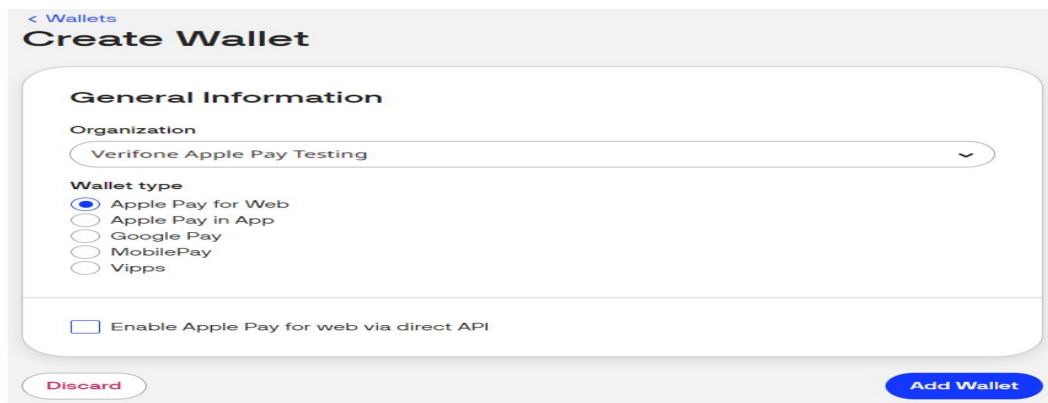 < Wallets
Create Wallet
General Information
Organization
Verifone Apple Pay Testing
Wallet type
Apple Pay for Web
Apple Pay in App
Google Pay
MobilePay
Vipps
Enable Apple Pay for web via direct API
Discard
Add Wallet